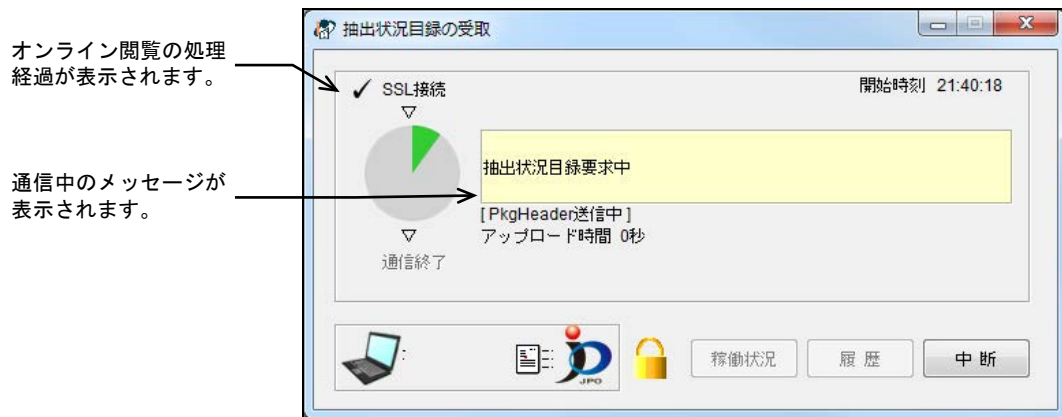 抽出状況目録の受取
オンライン閲覧の処理
経過が表示されます。
SSL接続
開始時刻 21:40:18
抽出状況目録要求中
通信中のメッセージが
表示されます。
[ PkgHeader送信中 ]
アップロード時間 0秒
通信終了
JPO
稼働状況
履 歴
中 断